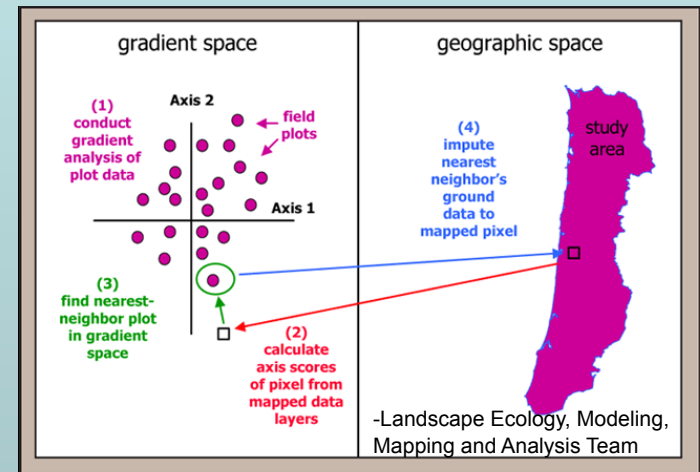 gradient space
(1)
conduct
gradient
analysis of
plot data
Axis 2
field
plots
Axis 1
(3)
find nearest-
neighbor plot
in gradient
space
(2)
calculate
axis scores
of pixel from
mapped data
layers
geographic space
(4)
impute
nearest
neighbor's
ground
data to
mapped pixel
study
area
-Landscape Ecology, Modeling,
Mapping and Analysis Team